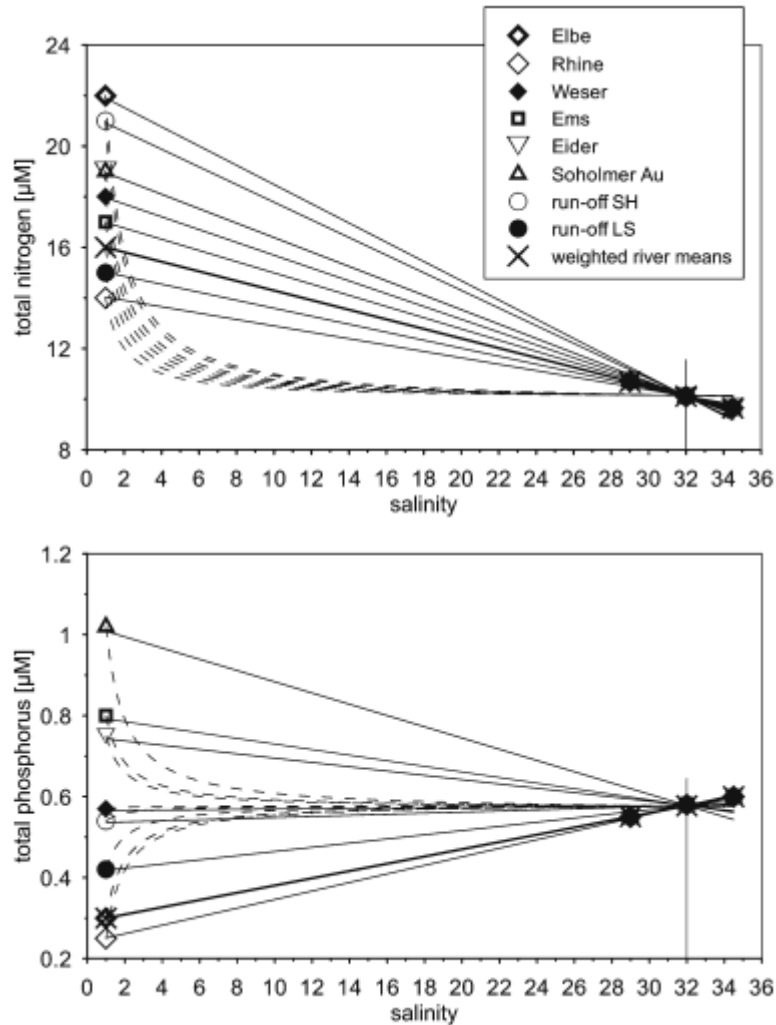 24
22
20
18
16
14
12
10
8
total nitrogen [µM]
0 2 4 6 8 10 12 14 16 18 20 22 24 26 28 30 32 34 36
salinity
Elbe
Rhine
Weser
Ems
Eider
Soholmer Au
run-off SH
run-off LS
weighted river means
1.2
1
0.8
0.6
0.4
0.2
total phosphorus [µM]
0 2 4 6 8 10 12 14 16 18 20 22 24 26 28 30 32 34 36
salinity